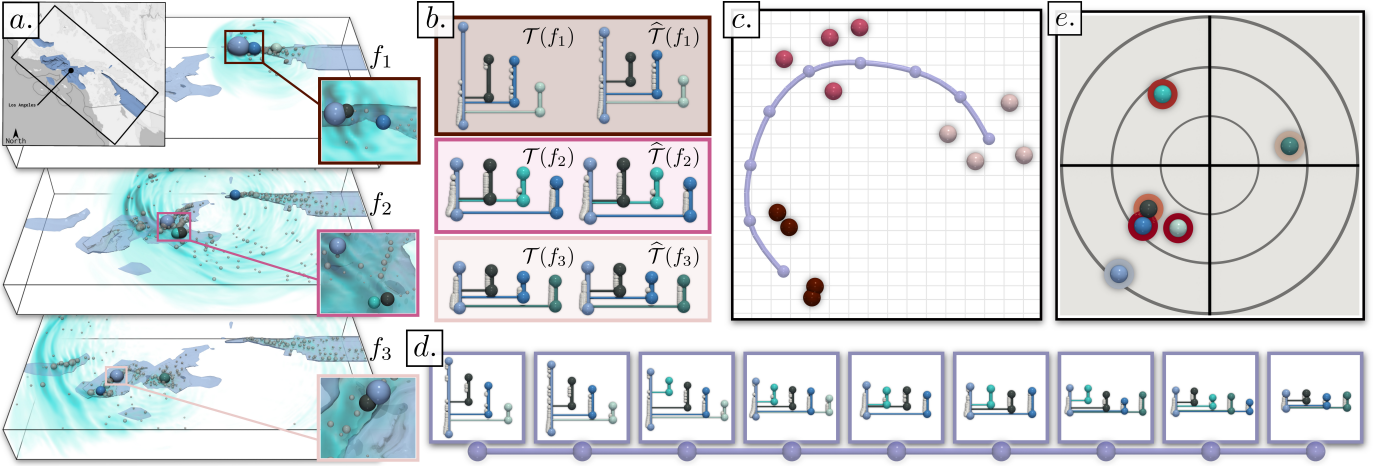 a.
Los Angeles
North
f₁
f₂
f₃
b.
𝒯(f₁) 𝒯̂(f₁)
𝒯(f₂) 𝒯̂(f₂)
𝒯(f₃) 𝒯̂(f₃)
c.
d.
e.